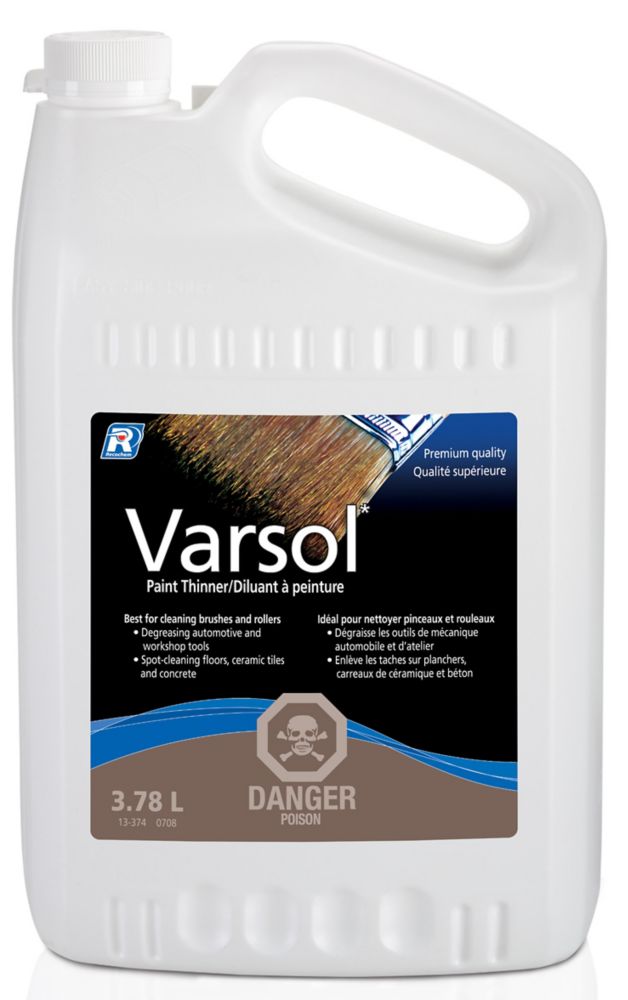 R
Recochem
Premium quality
Qualité supérieure
Varsol*
Paint Thinner/Diluant à peinture
Best for cleaning brushes and rollers
• Degreasing automotive and
workshop tools
• Spot-cleaning floors, ceramic tiles
and concrete
Idéal pour nettoyer pinceaux et rouleaux
• Dégraisse les outils de mécanique
automobile et d'atelier
• Enlève les taches sur planchers,
carreaux de céramique et béton
3.78 L
13-374 0708
DANGER
POISON